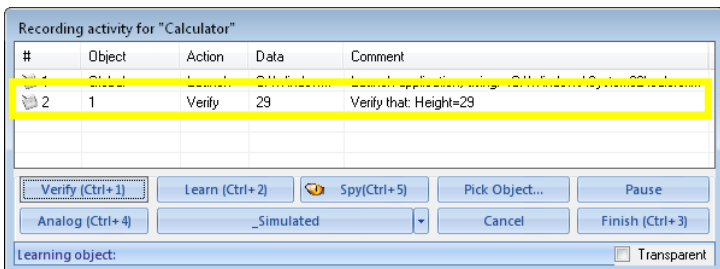 Recording activity for "Calculator"
# Object Action Data Comment
2 1 Verify 29 Verify that: Height=29
Verify (Ctrl+1) Learn (Ctrl+2) Spy(Ctrl+5) Pick Object... Pause
Analog (Ctrl+4) _Simulated Cancel Finish (Ctrl+3)
Learning object: Transparent